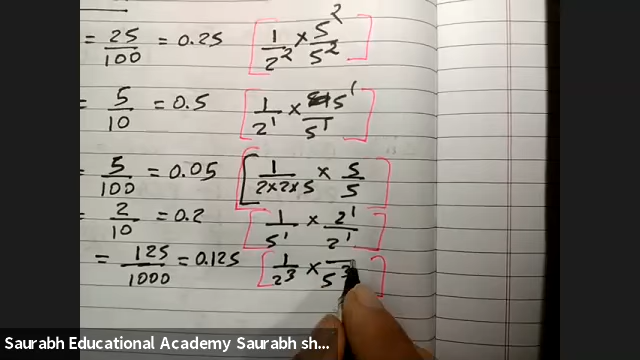 = 25/100 = 0.25 [1/2² × 5²/5²]
= 5/10 = 0.5 [1/2¹ × 5¹/5¹]
= 5/100 = 0.05 [1/2×2×5 × 5/5]
= 2/10 = 0.2 [1/5¹ × 2¹/2¹]
= 125/1000 = 0.125 [1/2³ × /5³]
Saurabh Educational Academy Saurabh sh...